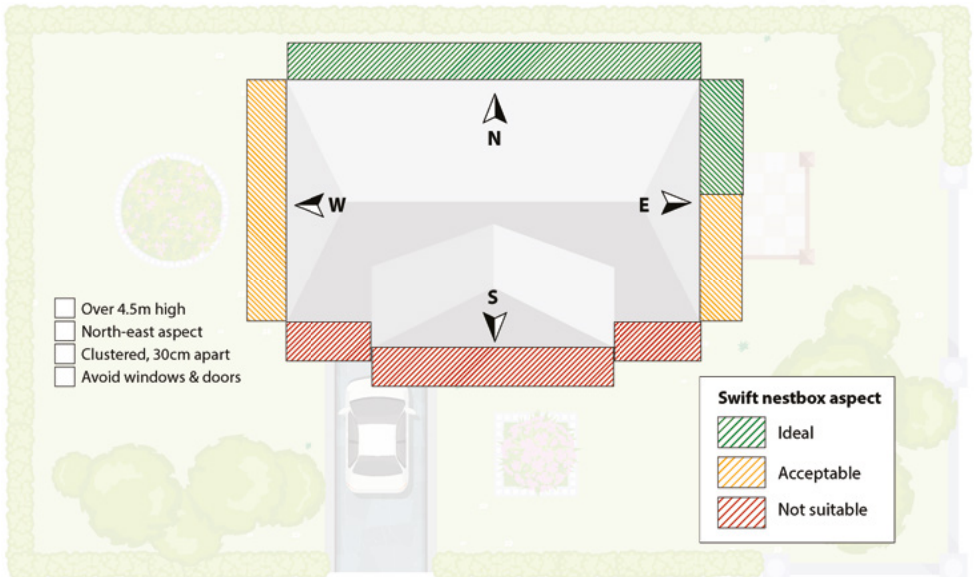 N
W
E
S
Over 4.5m high
North-east aspect
Clustered, 30cm apart
Avoid windows & doors
Swift nestbox aspect
Ideal
Acceptable
Not suitable